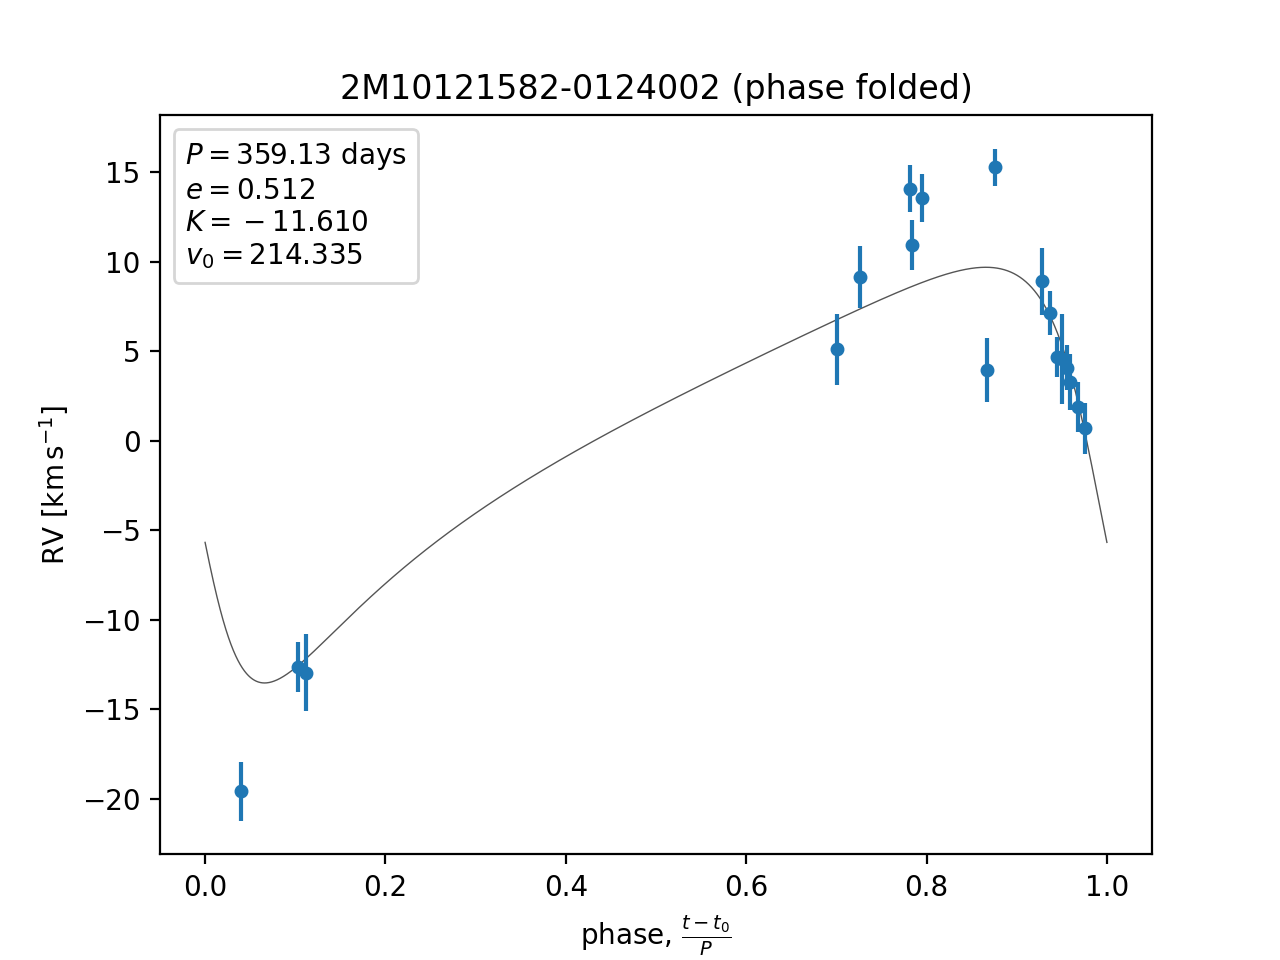 2M10121582-0124002 (phase folded)
P = 359.13 days
e = 0.512
K = −11.610
v₀ = 214.335
RV [km s⁻¹]
15
10
5
0
−5
−10
−15
−20
0.0 0.2 0.4 0.6 0.8 1.0
phase, (t − t₀)/P